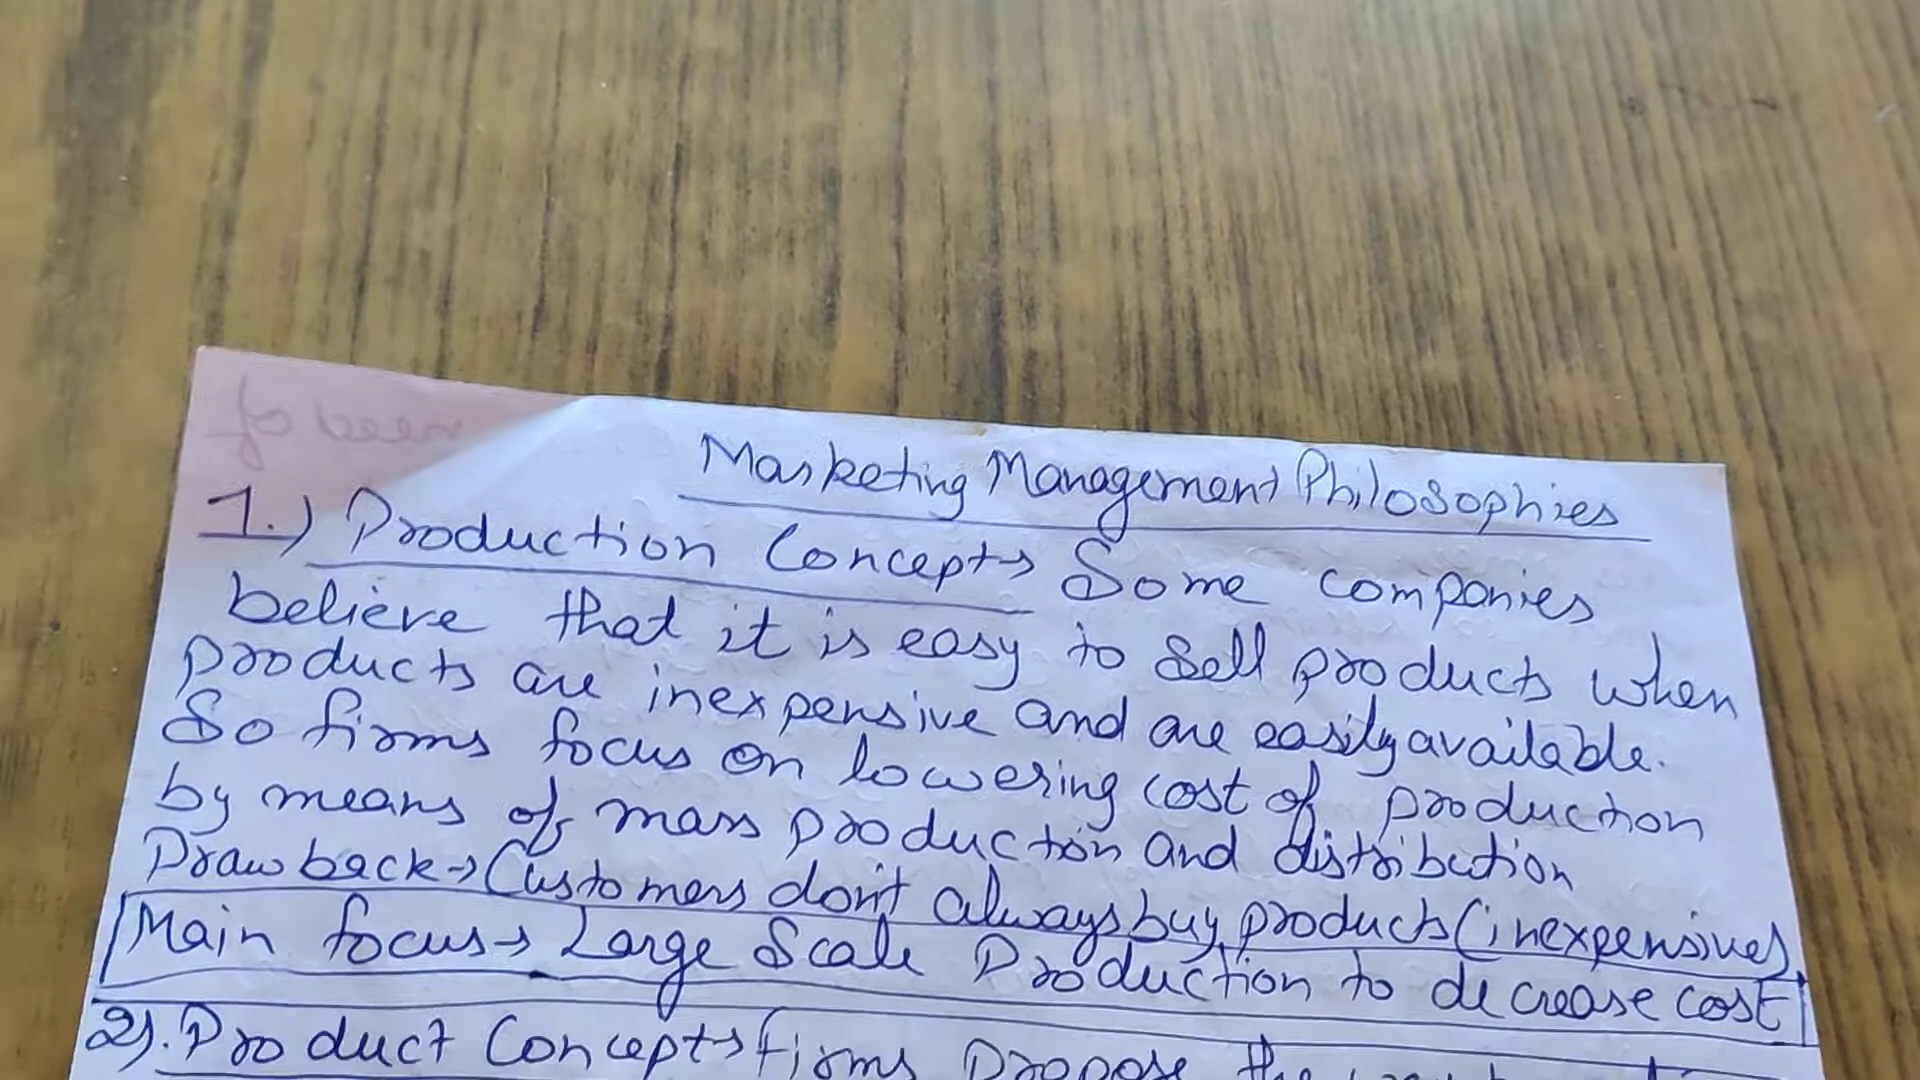 Marketing Management Philosophies
1.) Production Concept→ Some companies
believe that it is easy to sell products when
products are inexpensive and are easily available.
So firms focus on lowering cost of production
by means of mass production and distribution
Drawback→ Customers don't always buy products (inexpensive)
Main focus→ Large Scale Production to decrease cost
2). Product Concept→ firms propose the